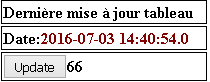 Dernière mise à jour tableau
Date:2016-07-03 14:40:54.0
Update 66